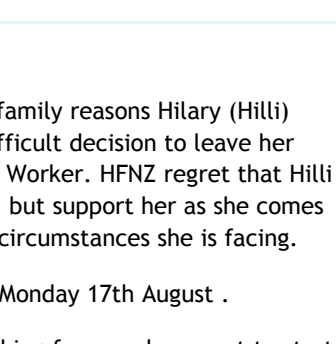 family reasons Hilary (Hilli)
difficult decision to leave her
Worker. HFNZ regret that Hilli
but support her as she comes
circumstances she is facing.
Monday 17th August .